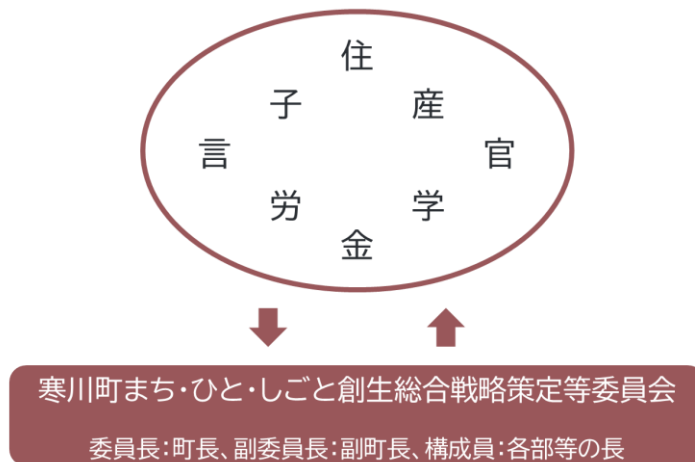 住
子 産
言 官
労 学
金
寒川町まち・ひと・しごと創生総合戦略策定等委員会
委員長：町長、副委員長：副町長、構成員：各部等の長